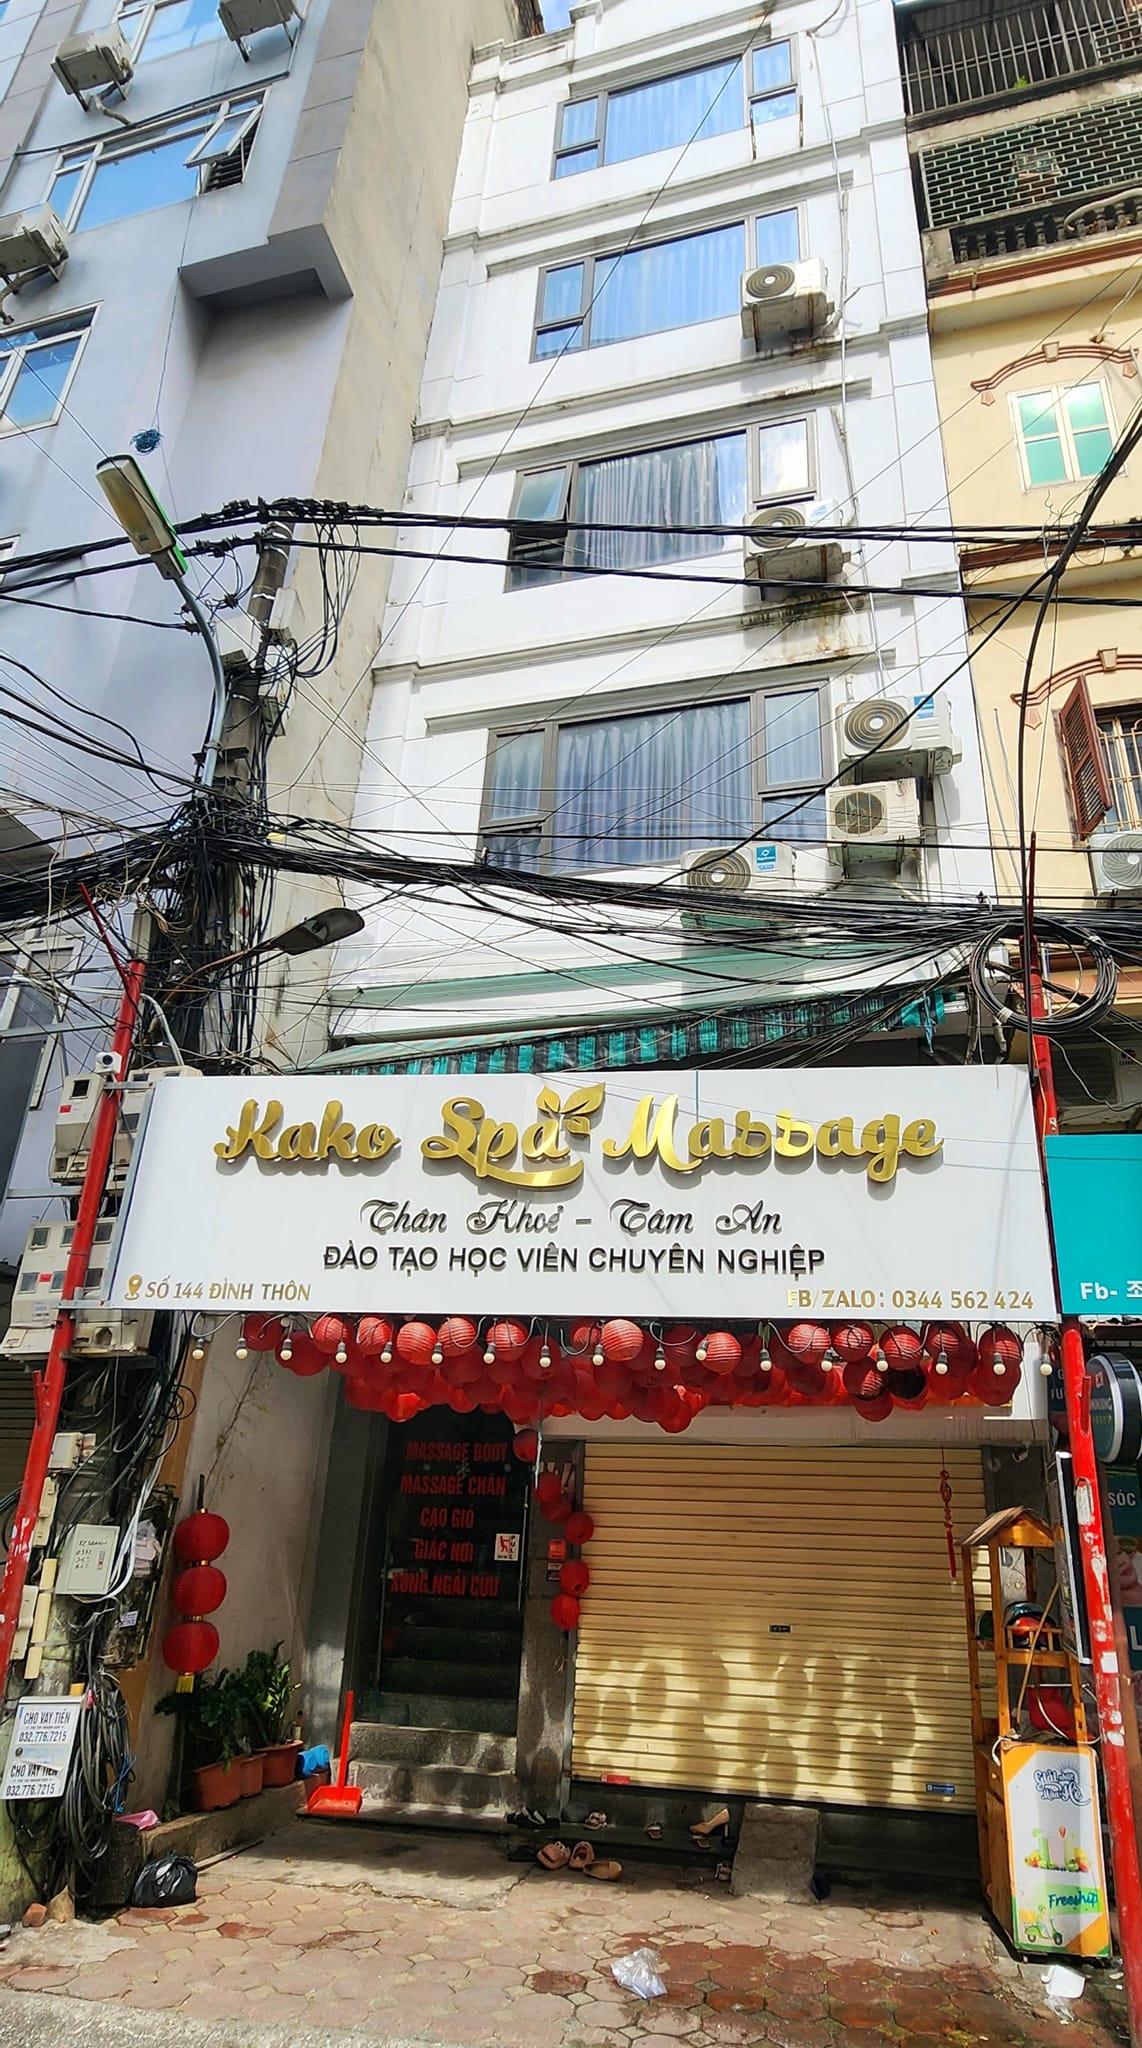 Kako Spa Massage
Thân Khoẻ - Tâm An
ĐÀO TẠO HỌC VIÊN CHUYÊN NGHIỆP
SỐ 144 ĐÌNH THÔN
FB/ZALO: 0344 562 424
Fb-
MASSAGE BODY
MASSAGE CHÂN
CẠO GIÓ
GIÁC HƠI
XÔNG NGẢI CỨU
SÓC
CHO VAY TIỀN
032.776.7215
CHO VAY TIỀN
032.776.7215
Freeship